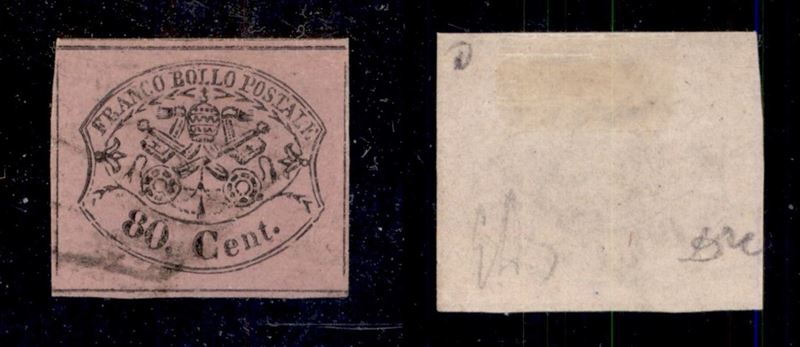 FRANCO BOLLO POSTALE
80. Cent.